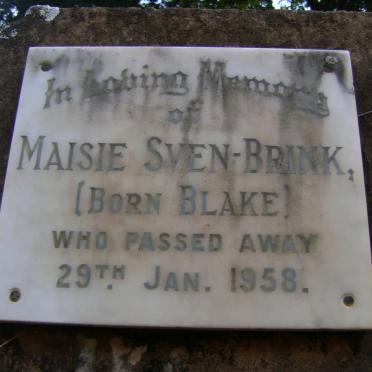 In Loving Memory
of
MAISIE SVEN-BRINK,
(BORN BLAKE)
WHO PASSED AWAY
29TH JAN. 1958.